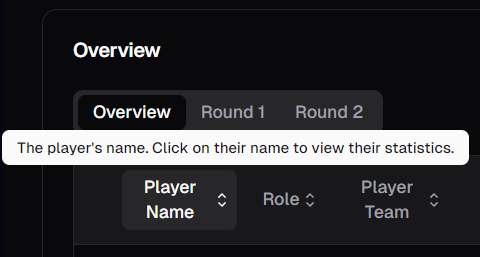 Overview
Overview Round 1 Round 2
The player's name. Click on their name to view their statistics.
Player
Name
Role
Player
Team